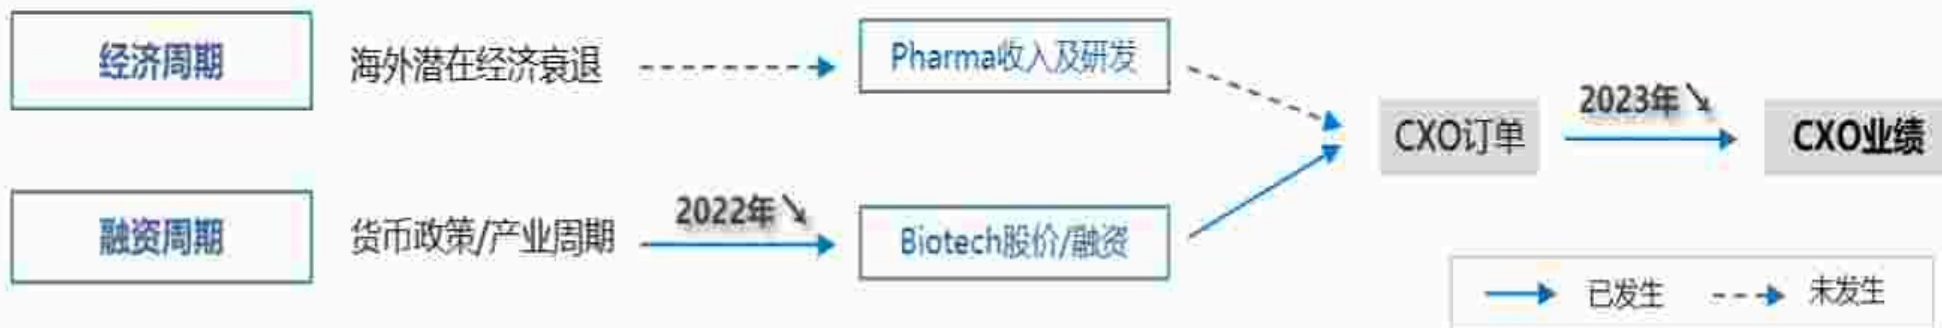 经济周期
海外潜在经济衰退
Pharma收入及研发
2023年↘
CXO订单
CXO业绩
融资周期
货币政策/产业周期
2022年↘
Biotech股价/融资
已发生
未发生